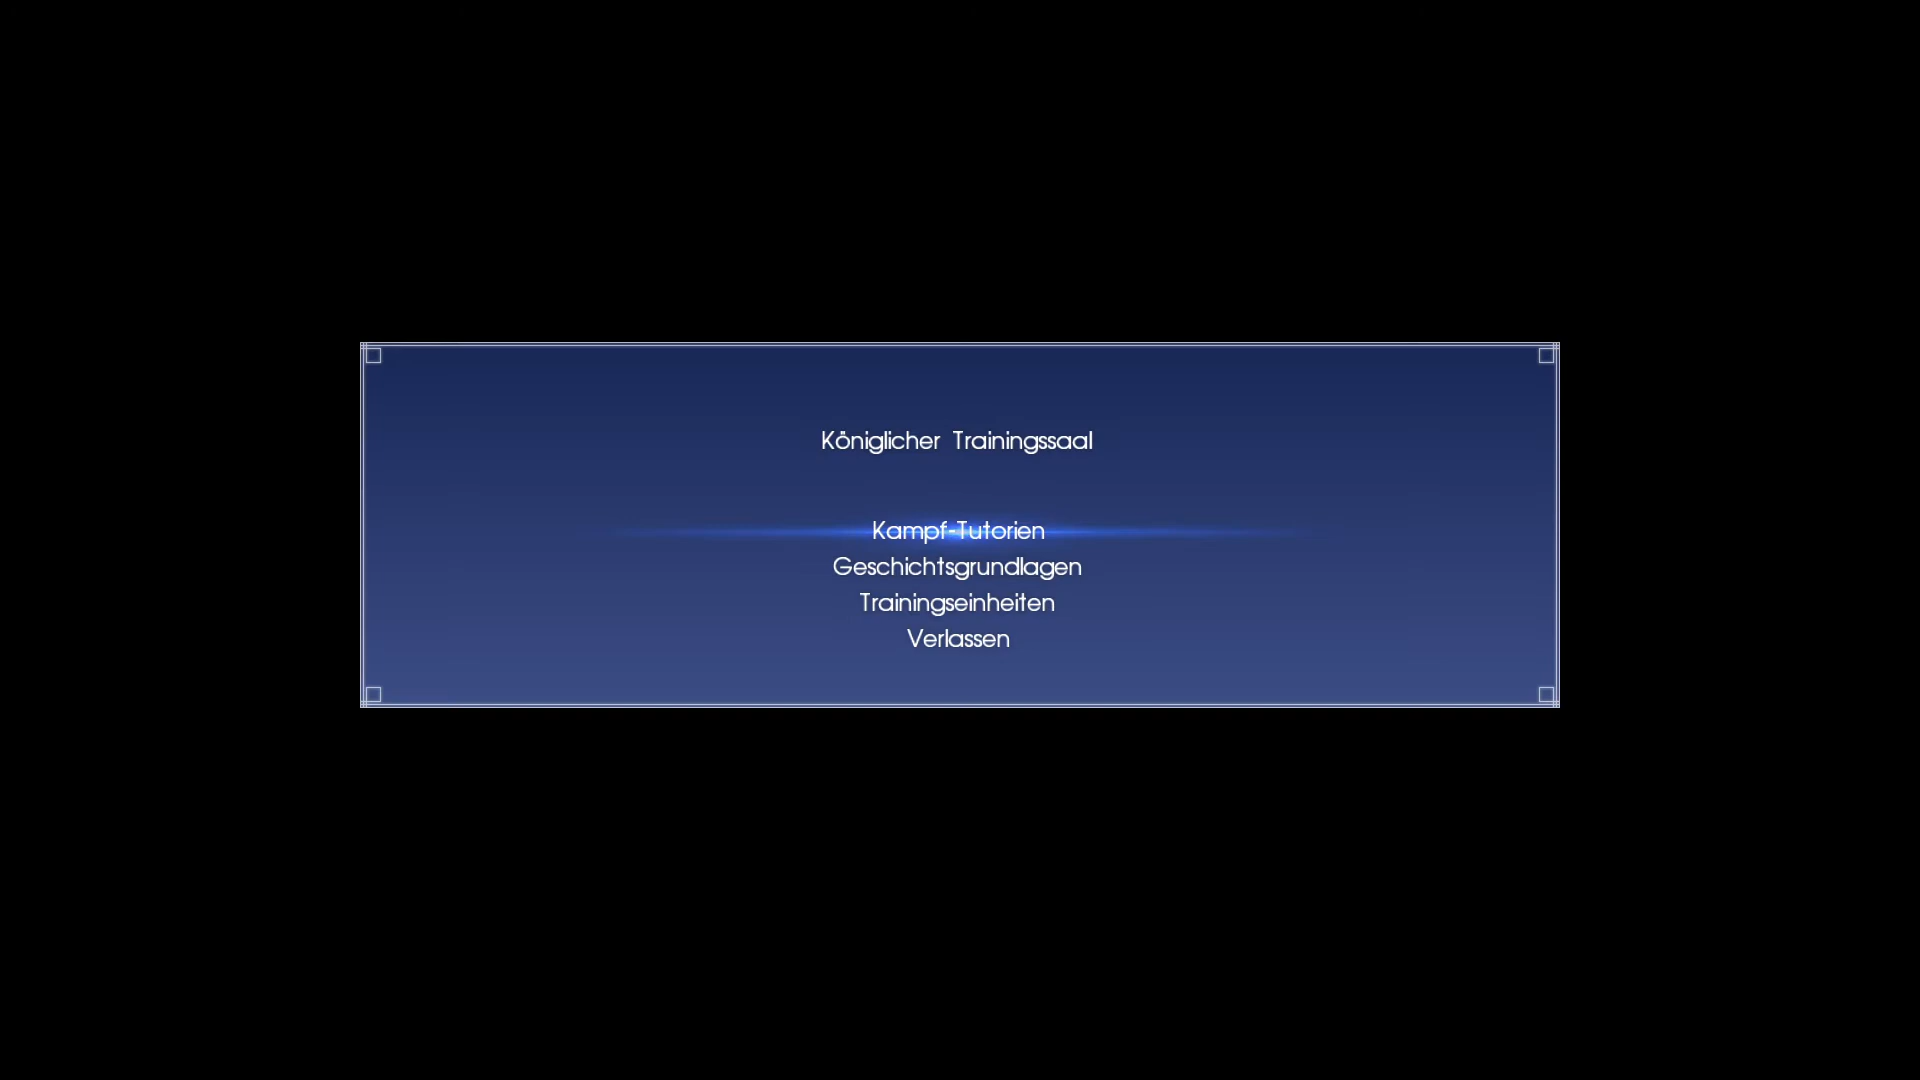 Königlicher Trainingssaal
Kampf-Tutorien
Geschichtsgrundlagen
Trainingseinheiten
Verlassen